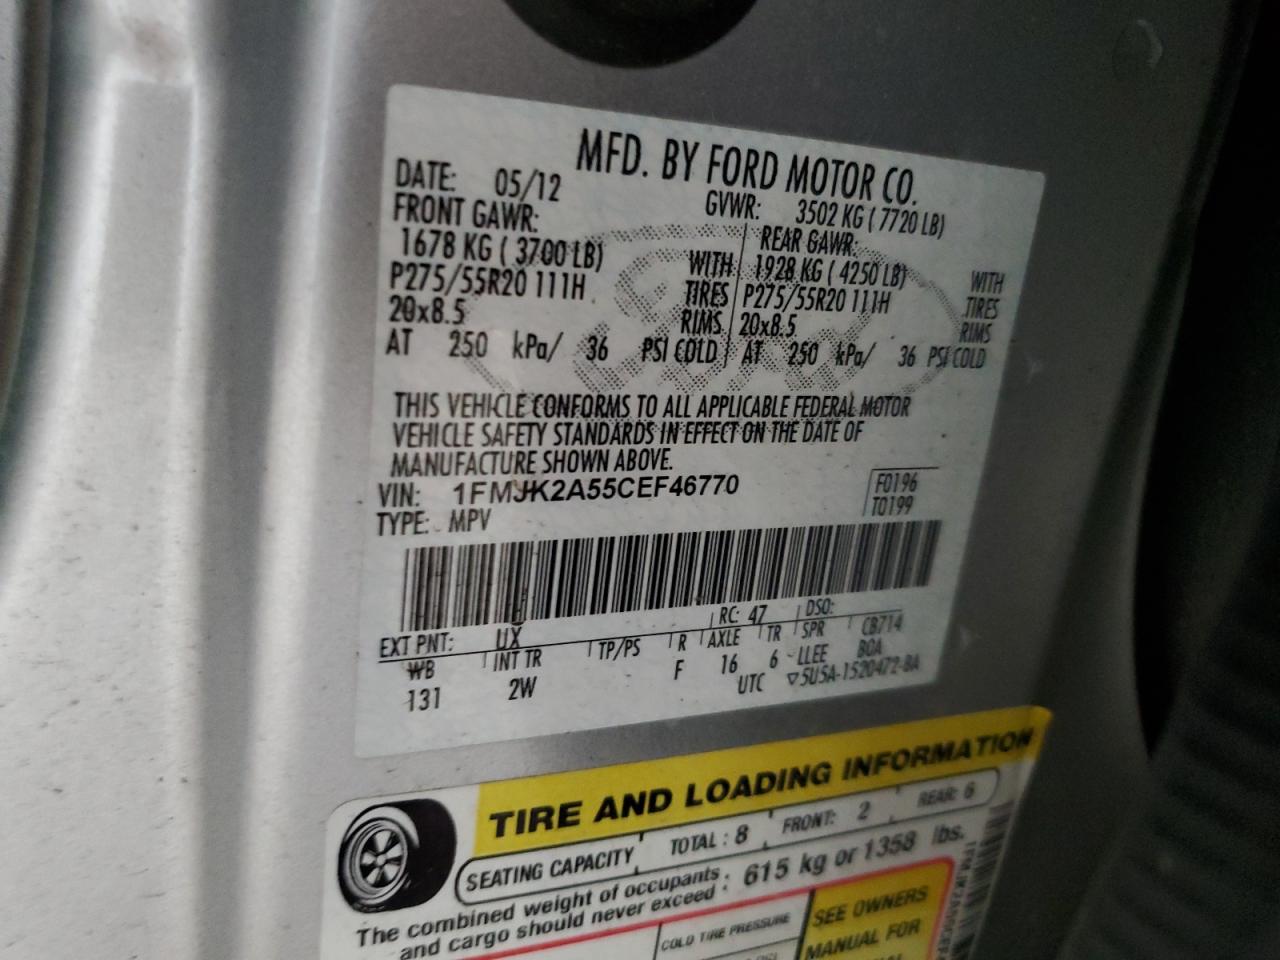 MFD. BY FORD MOTOR CO.
DATE: 05/12 GVWR: 3502 KG ( 7720 LB)
FRONT GAWR: REAR GAWR:
1678 KG ( 3700 LB) WITH 1928 KG ( 4250 LB) WITH
P275/55R20 111H TIRES P275/55R20 111H TIRES
20x8.5 RIMS 20x8.5 RIMS
AT 250 kPa/ 36 PSI COLD AT 250 kPa/ 36 PSI COLD
THIS VEHICLE CONFORMS TO ALL APPLICABLE FEDERAL MOTOR
VEHICLE SAFETY STANDARDS IN EFFECT ON THE DATE OF
MANUFACTURE SHOWN ABOVE.
VIN: 1FMJK2A55CEF46770 F0196
TYPE: MPV T0199
EXT PNT: UX RC: 47 DSO:
WB INT TR TP/PS R AXLE TR SPR CB714
131 2W F 16 6 LLEE BOA
UTC ▽5U5A-1520472-BA
TIRE AND LOADING INFORMATION
SEATING CAPACITY TOTAL : 8 FRONT: 2 REAR: 6
The combined weight of occupants
and cargo should never exceed : 615 kg or 1358 lbs.
COLD TIRE PRESSURE
SEE OWNERS
MANUAL FOR